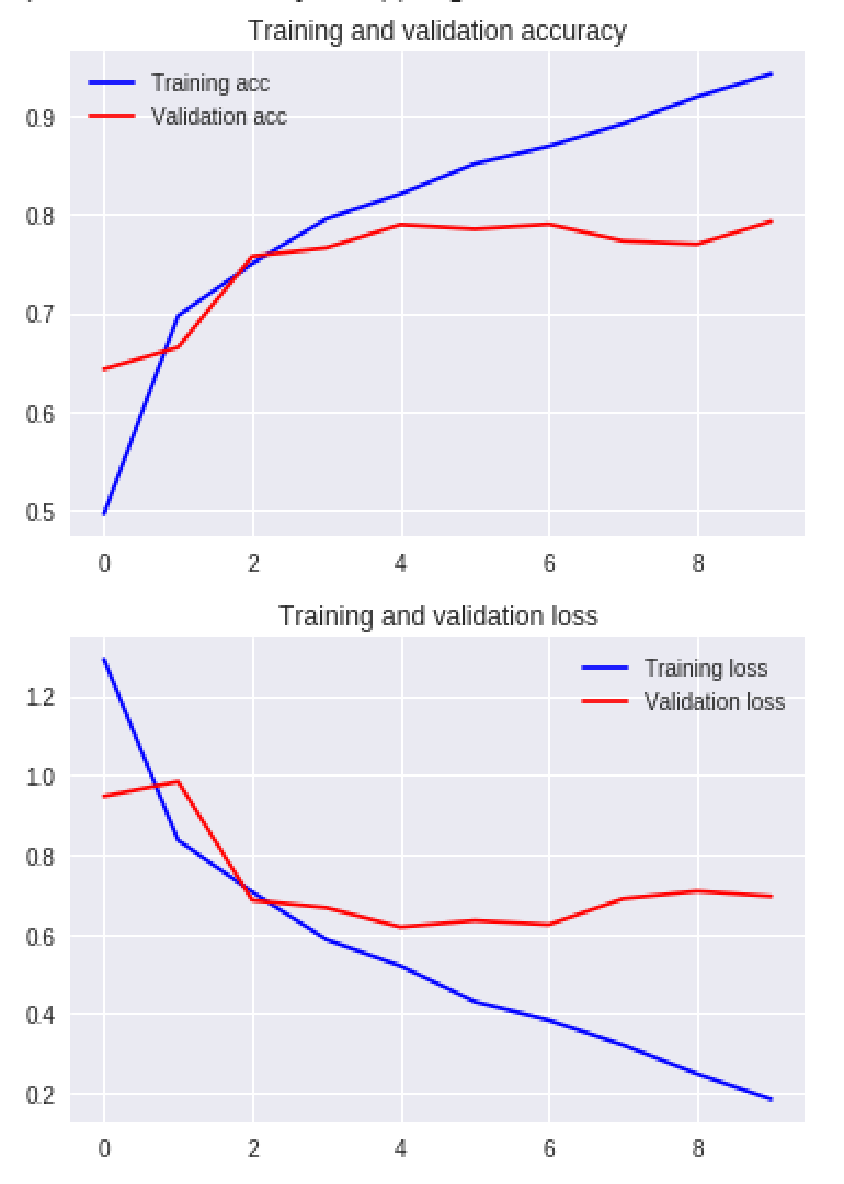 Training and validation accuracy
Training acc
Validation acc
0.9
0.8
0.7
0.6
0.5
0 2 4 6 8
Training and validation loss
Training loss
Validation loss
1.2
1.0
0.8
0.6
0.4
0.2
0 2 4 6 8